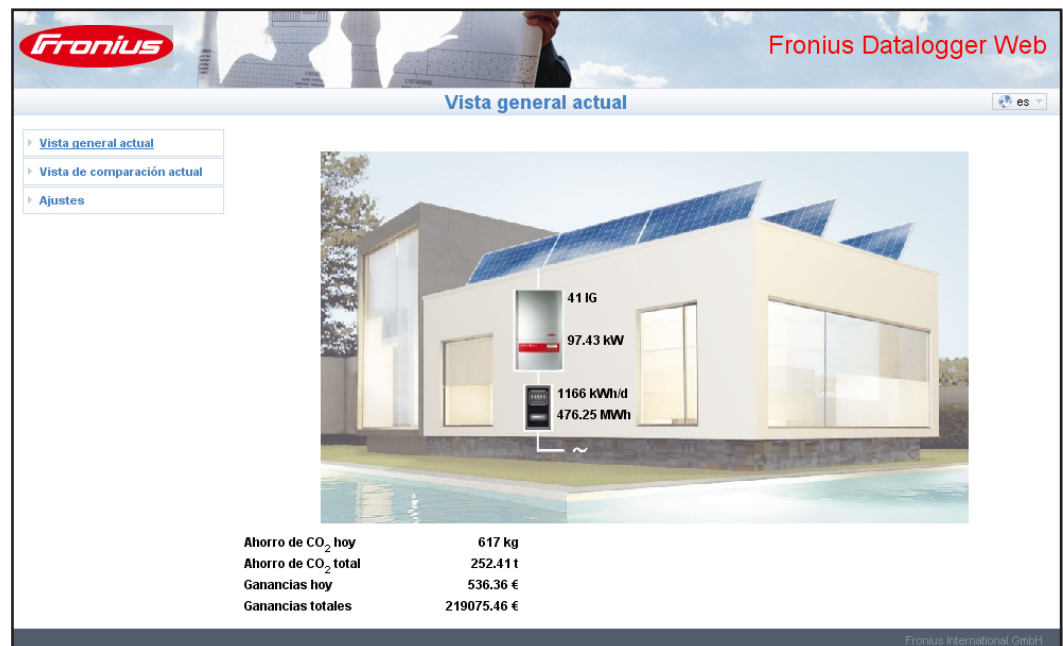 Fronius
Fronius Datalogger Web
Vista general actual
es
Vista general actual
Vista de comparación actual
Ajustes
41 IG
97.43 kW
1166 kWh/d
476.25 MWh
~
Ahorro de CO₂ hoy 617 kg
Ahorro de CO₂ total 252.41 t
Ganancias hoy 536.36 €
Ganancias totales 219075.46 €
Fronius International GmbH